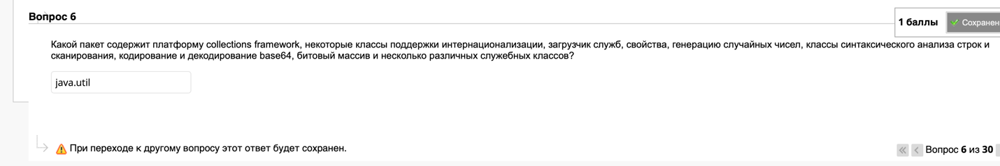 Вопрос 6
1 баллы
Какой пакет содержит платформу collections framework, некоторые классы поддержки интернационализации, загрузчик служб, свойства, генерацию случайных чисел, классы синтаксического анализа строк и
сканирования, кодирование и декодирование base64, битовый массив и несколько различных служебных классов?
java.util
При переходе к другому вопросу этот ответ будет сохранен.
Вопрос 6 из 30